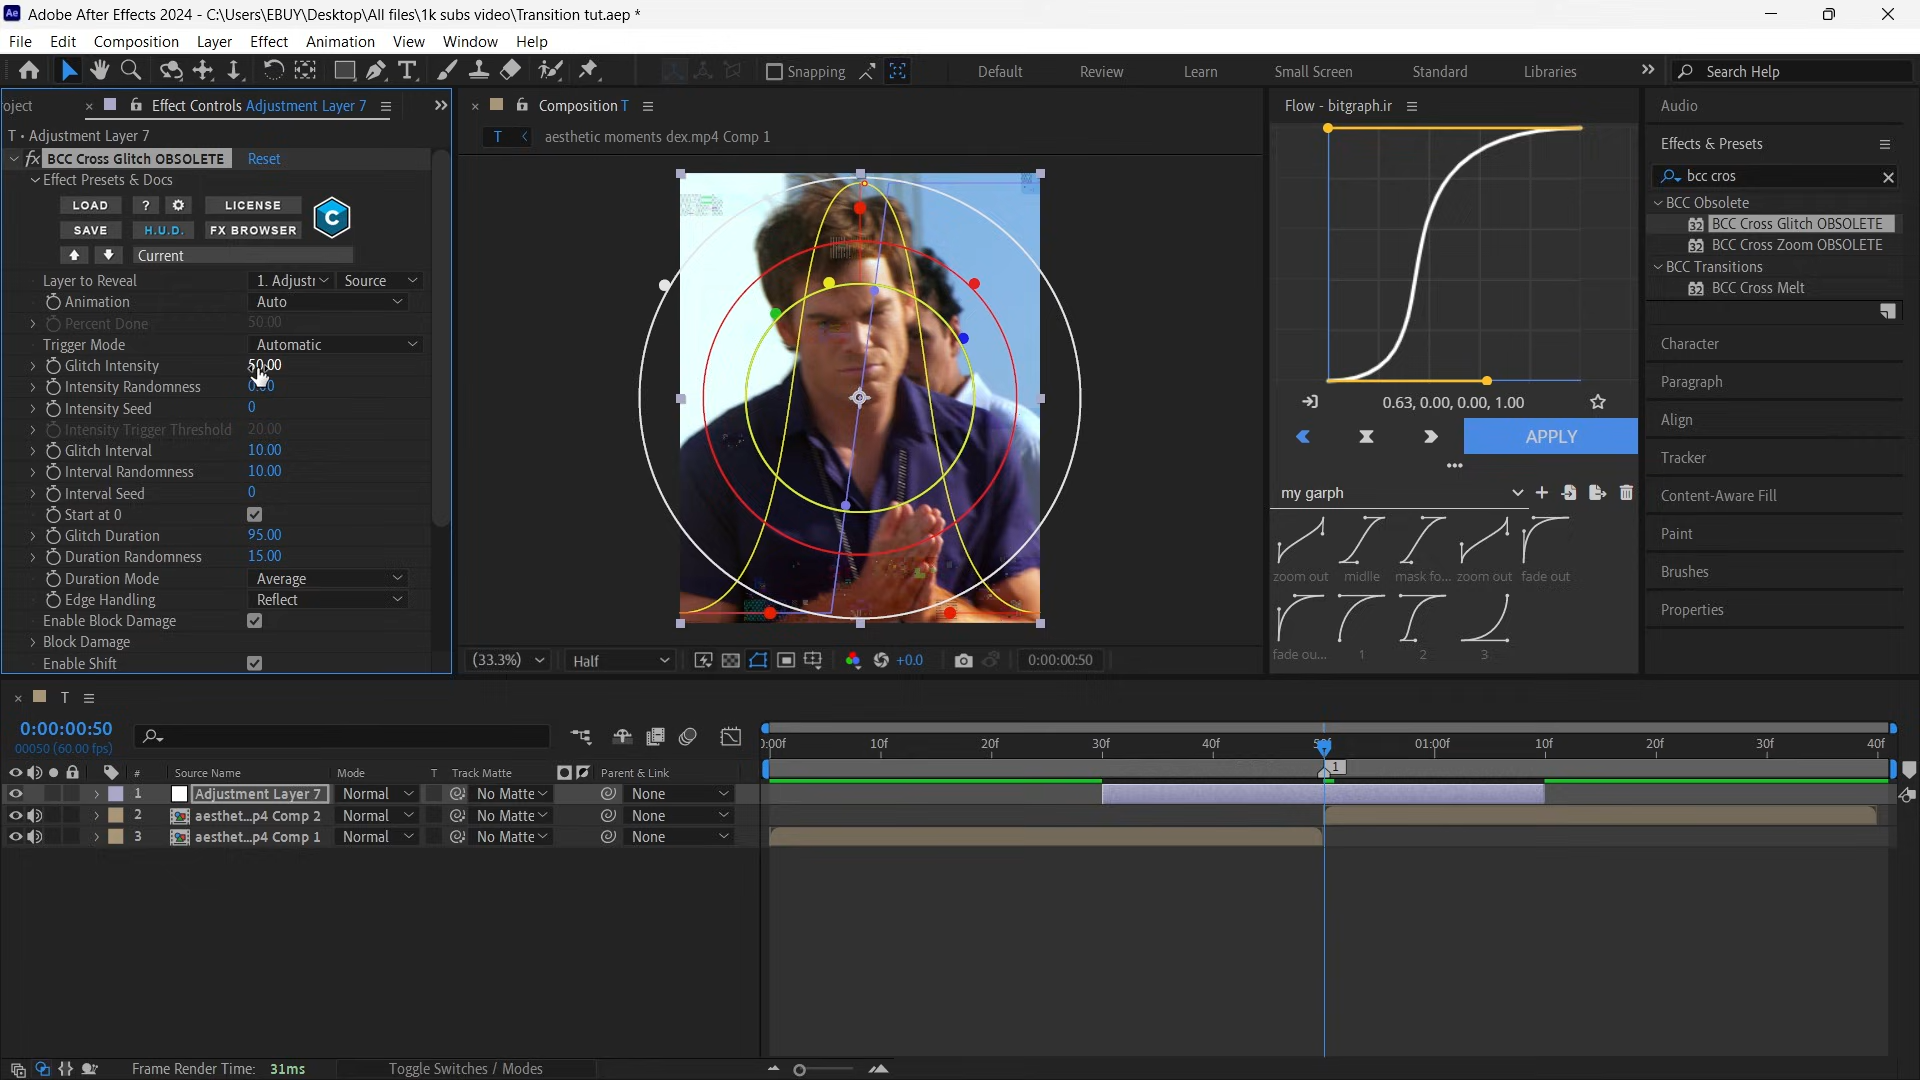 Adobe After Effects 2024 - C:\Users\EBUY\Desktop\All files\1k subs video\Transition tut.aep *
File Edit Composition Layer Effect Animation View Window Help
Snapping Default Review Learn Small Screen Standard Libraries Search Help
oject Effect Controls Adjustment Layer 7
T • Adjustment Layer 7
fx BCC Cross Glitch OBSOLETE Reset
Effect Presets & Docs
LOAD ? LICENSE
SAVE H.U.D. FX BROWSER
Current
Layer to Reveal 1. Adjust Source
Animation Auto
Percent Done 50.00
Trigger Mode Automatic
Glitch Intensity 50.00
Intensity Randomness 0.00
Intensity Seed 0
Intensity Trigger Threshold 20.00
Glitch Interval 10.00
Interval Randomness 10.00
Interval Seed 0
Start at 0
Glitch Duration 95.00
Duration Randomness 15.00
Duration Mode Average
Edge Handling Reflect
Enable Block Damage
Block Damage
Enable Shift
Composition T
T aesthetic moments dex.mp4 Comp 1
(33.3%) Half +0.0 0:00:00:50
Flow - bitgraph.ir
0.63, 0.00, 0.00, 1.00
APPLY
my garph
zoom out midlle mask fo... zoom out fade out
fade ou... 1 2 3
Audio
Effects & Presets
bcc cros
BCC Obsolete
32 BCC Cross Glitch OBSOLETE
32 BCC Cross Zoom OBSOLETE
BCC Transitions
32 BCC Cross Melt
Character
Paragraph
Align
Tracker
Content-Aware Fill
Paint
Brushes
Properties
T
0:00:00:50
00050 (60.00 fps)
0:00f 10f 20f 30f 40f 01:00f 10f 20f 30f 40f
1
# Source Name Mode T Track Matte Parent & Link
1 Adjustment Layer 7 Normal No Matte None
2 aesthet...p4 Comp 2 Normal No Matte None
3 aesthet...p4 Comp 1 Normal No Matte None
Frame Render Time: 31ms Toggle Switches / Modes